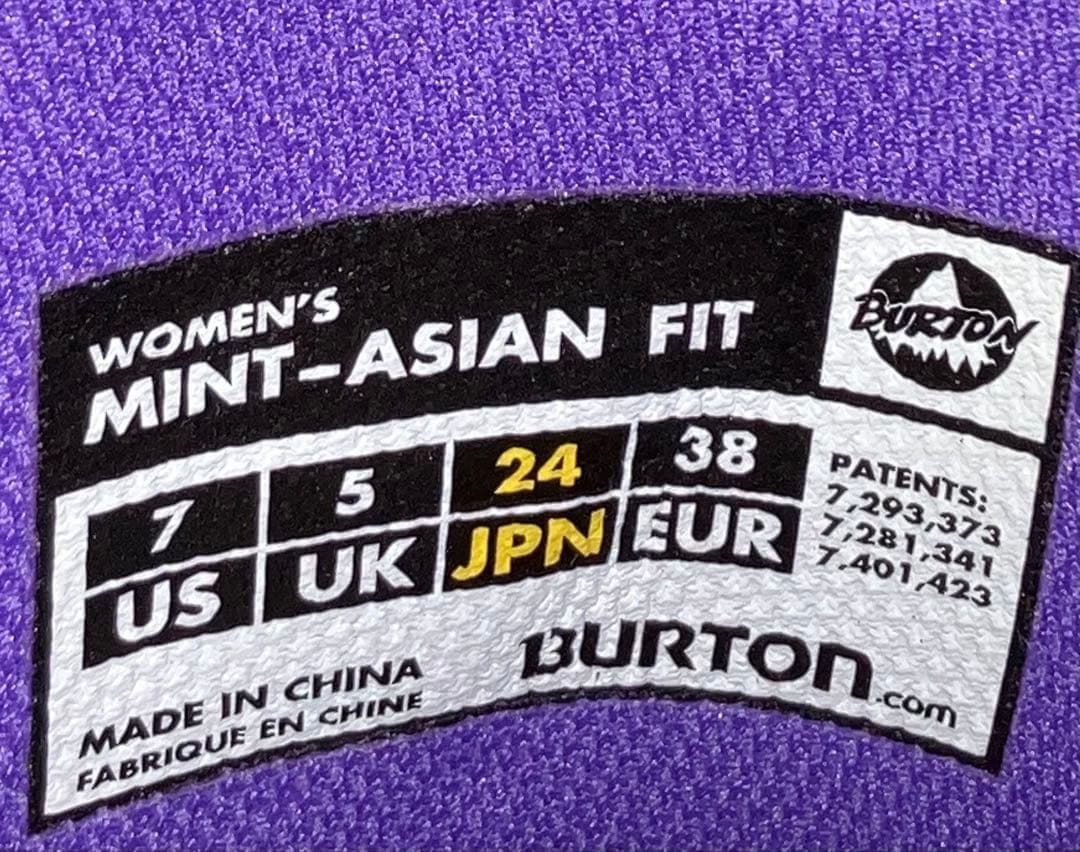 WOMEN'S
MINT-ASIAN FIT
BURTON
7 5 24 38
US UK JPN EUR
PATENTS:
7,293,373
7,281,341
7,401,423
MADE IN CHINA
FABRIQUE EN CHINE
BURTON.com